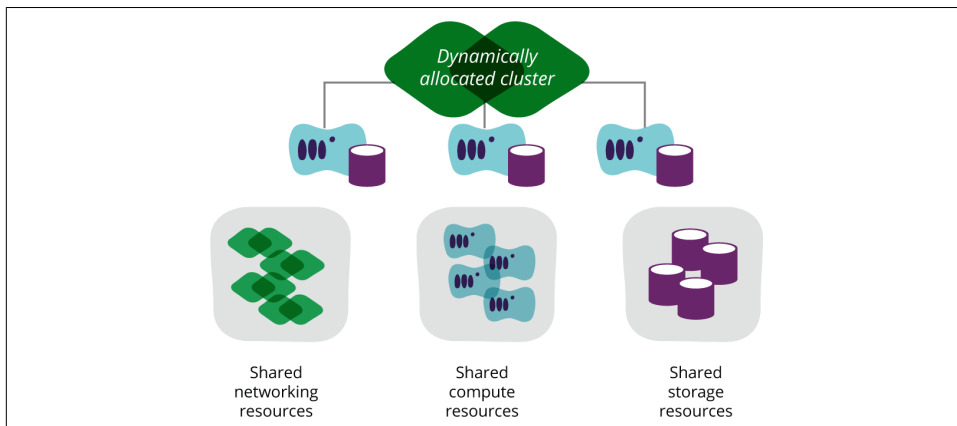 Dynamically
allocated cluster
Shared
networking
resources
Shared
compute
resources
Shared
storage
resources